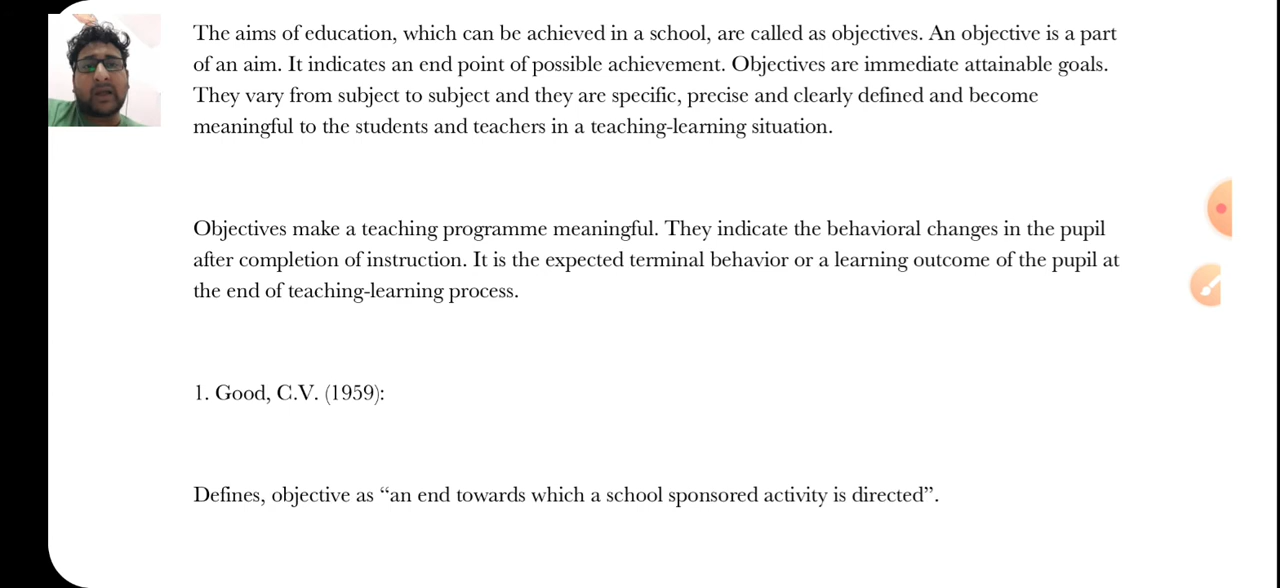 The aims of education, which can be achieved in a school, are called as objectives. An objective is a part
of an aim. It indicates an end point of possible achievement. Objectives are immediate attainable goals.
They vary from subject to subject and they are specific, precise and clearly defined and become
meaningful to the students and teachers in a teaching-learning situation.
Objectives make a teaching programme meaningful. They indicate the behavioral changes in the pupil
after completion of instruction. It is the expected terminal behavior or a learning outcome of the pupil at
the end of teaching-learning process.
1. Good, C.V. (1959):
Defines, objective as “an end towards which a school sponsored activity is directed”.